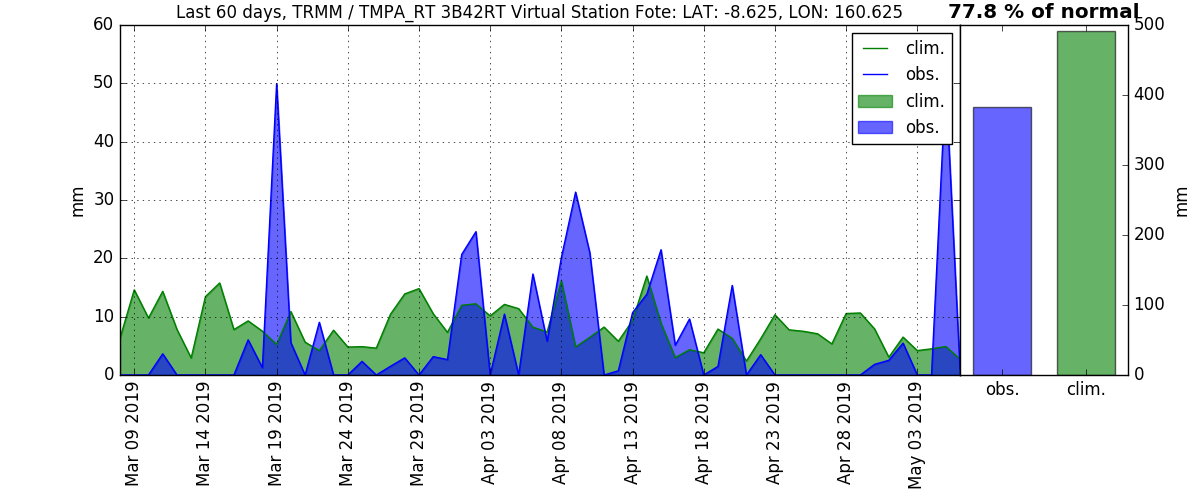 Last 60 days, TRMM / TMPA_RT 3B42RT Virtual Station Fote: LAT: -8.625, LON: 160.625
77.8 % of normal
60
50
40
30
20
10
0
mm
clim.
obs.
clim.
obs.
500
400
300
200
100
0
mm
Mar 09 2019
Mar 14 2019
Mar 19 2019
Mar 24 2019
Mar 29 2019
Apr 03 2019
Apr 08 2019
Apr 13 2019
Apr 18 2019
Apr 23 2019
Apr 28 2019
May 03 2019
obs.
clim.